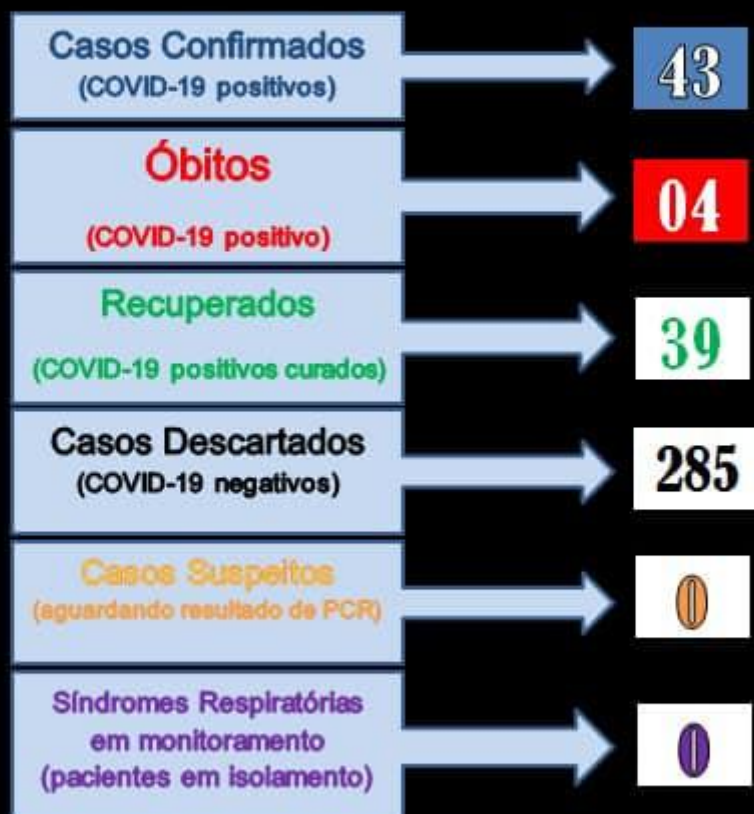 Casos Confirmados
(COVID-19 positivos)
43
Óbitos
(COVID-19 positivo)
04
Recuperados
(COVID-19 positivos curados)
39
Casos Descartados
(COVID-19 negativos)
285
Casos Suspeitos
(aguardando resultado de PCR)
0
Síndromes Respiratórias
em monitoramento
(pacientes em isolamento)
0